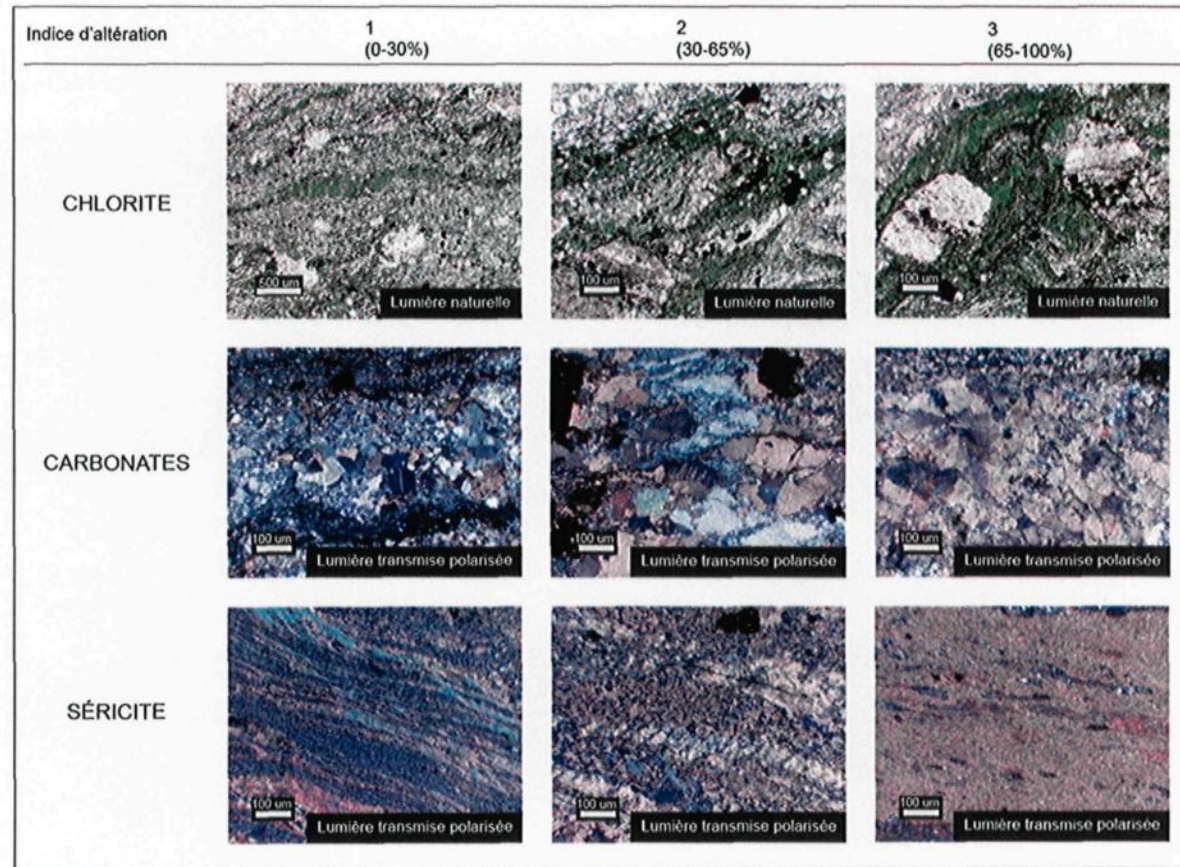 Indice d'altération 1 2 3
(0-30%) (30-65%) (65-100%)
CHLORITE
500 um 100 um 100 um
Lumière naturelle Lumière naturelle Lumière naturelle
CARBONATES
100 um 100 um 100 um
Lumière transmise polarisée Lumière transmise polarisée Lumière transmise polarisée
SÉRICITE
100 um 100 um 100 um
Lumière transmise polarisée Lumière transmise polarisée Lumière transmise polarisée